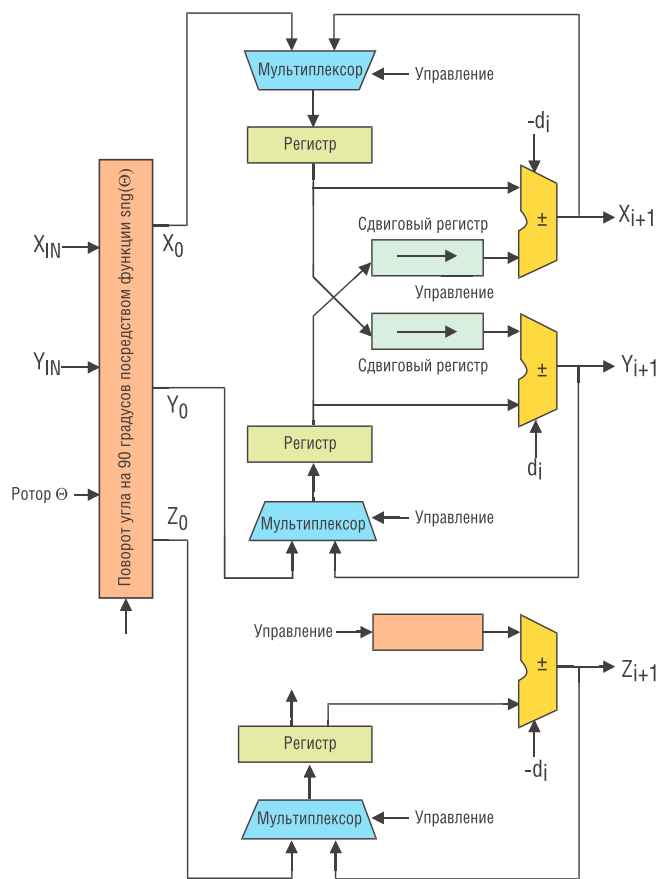 Мультиплексор
Управление
Регистр
-di
Поворот угла на 90 градусов посредством функции sng(Θ)
XIN
X0
Сдвиговый регистр
±
Xi+1
Управление
YIN
Y0
Сдвиговый регистр
±
Yi+1
Регистр
di
Ротор Θ
Z0
Мультиплексор
Управление
Управление
±
Zi+1
Регистр
-di
Мультиплексор
Управление